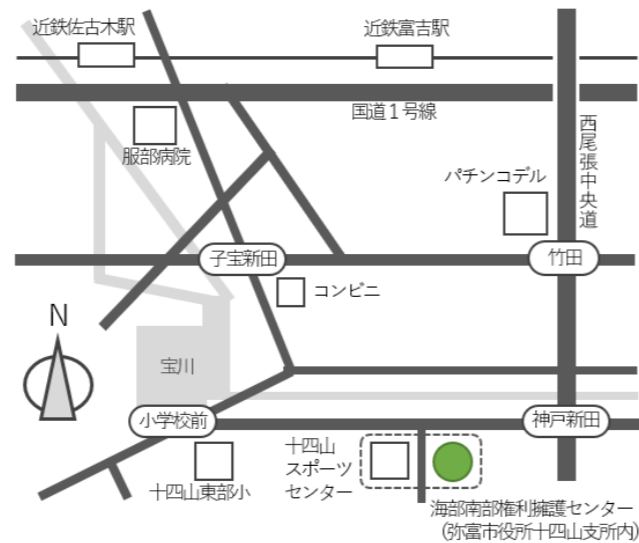 近鉄佐古木駅
近鉄富吉駅
国道1号線
服部病院
西尾張中央道
パチンコデル
子宝新田
竹田
コンビニ
N
宝川
小学校前
神戸新田
十四山
スポーツ
センター
十四山東部小
海部南部権利擁護センター
(弥富市役所十四山支所内)